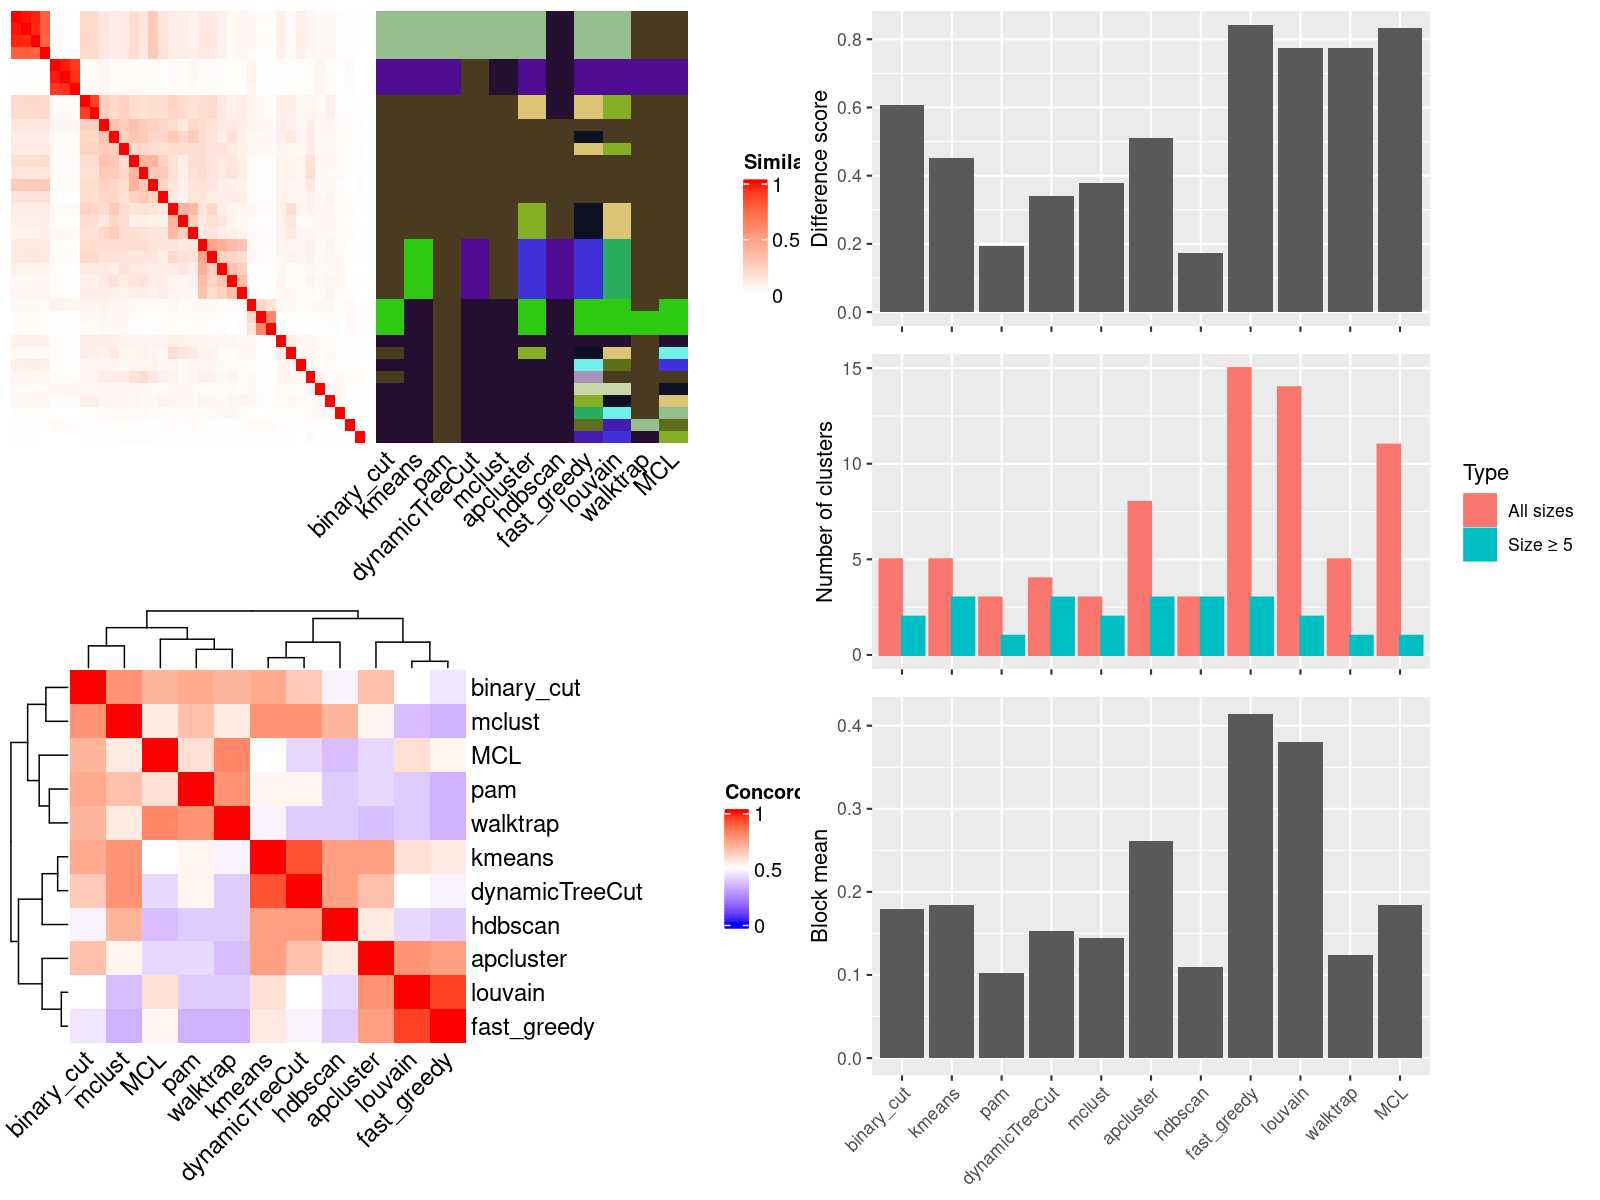 Simila
1
0.5
0
binary_cut
kmeans
pam
dynamicTreeCut
mclust
apcluster
hdbscan
fast_greedy
louvain
walktrap
MCL
binary_cut
mclust
MCL
pam
walktrap
kmeans
dynamicTreeCut
hdbscan
apcluster
louvain
fast_greedy
Concord
1
0.5
0
binary_cut
mclust
MCL
pam
walktrap
kmeans
dynamicTreeCut
hdbscan
apcluster
louvain
fast_greedy
Difference score
0.8
0.6
0.4
0.2
0.0
Number of clusters
15
10
5
0
Type
All sizes
Size ≥ 5
Block mean
0.4
0.3
0.2
0.1
0.0
binary_cut
kmeans
pam
dynamicTreeCut
mclust
apcluster
hdbscan
fast_greedy
louvain
walktrap
MCL